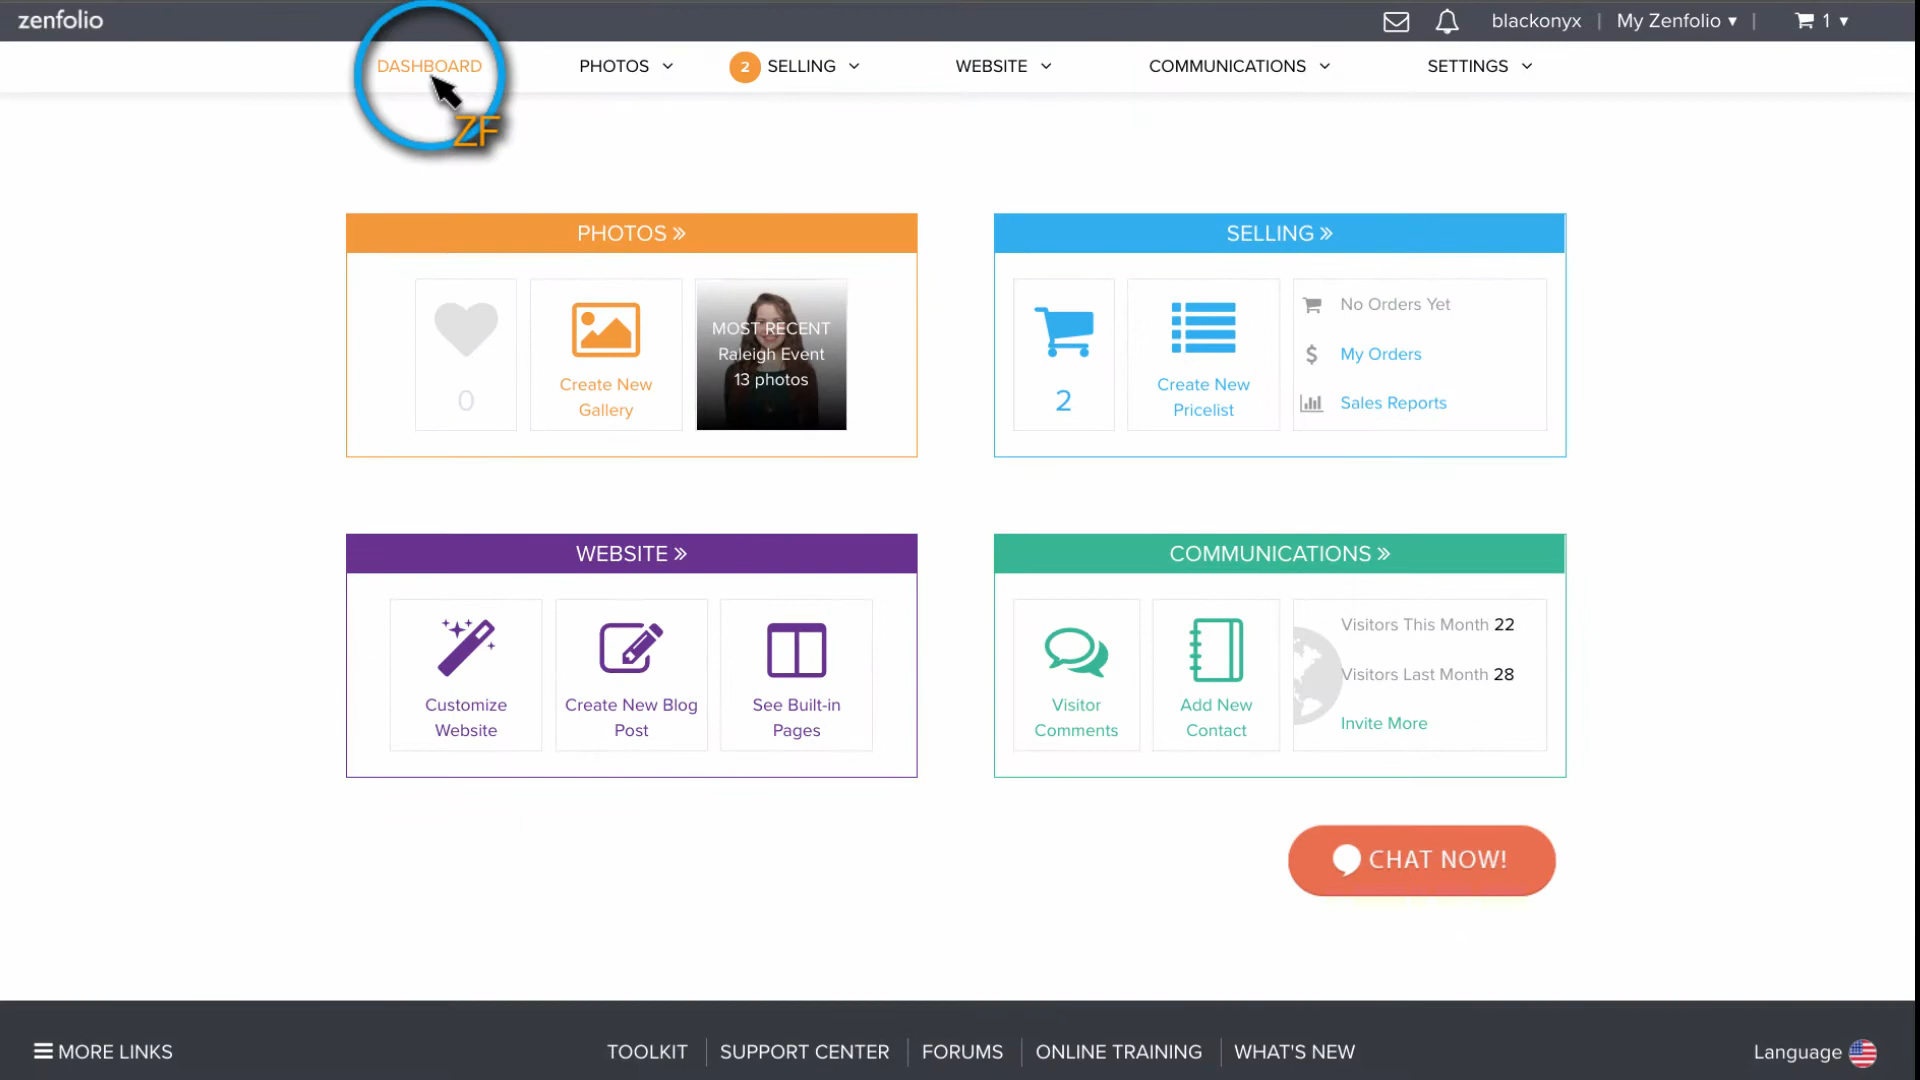 zenfolio
blackonyx | My Zenfolio ▾ | 1 ▾
DASHBOARD
PHOTOS
2 SELLING
WEBSITE
COMMUNICATIONS
SETTINGS
ZF
PHOTOS »
0
Create New
Gallery
MOST RECENT
Raleigh Event
13 photos
SELLING »
2
Create New
Pricelist
No Orders Yet
$ My Orders
Sales Reports
WEBSITE »
Customize
Website
Create New Blog
Post
See Built-in
Pages
COMMUNICATIONS »
Visitor
Comments
Add New
Contact
Visitors This Month 22
Visitors Last Month 28
Invite More
CHAT NOW!
MORE LINKS
TOOLKIT | SUPPORT CENTER | FORUMS | ONLINE TRAINING | WHAT'S NEW
Language